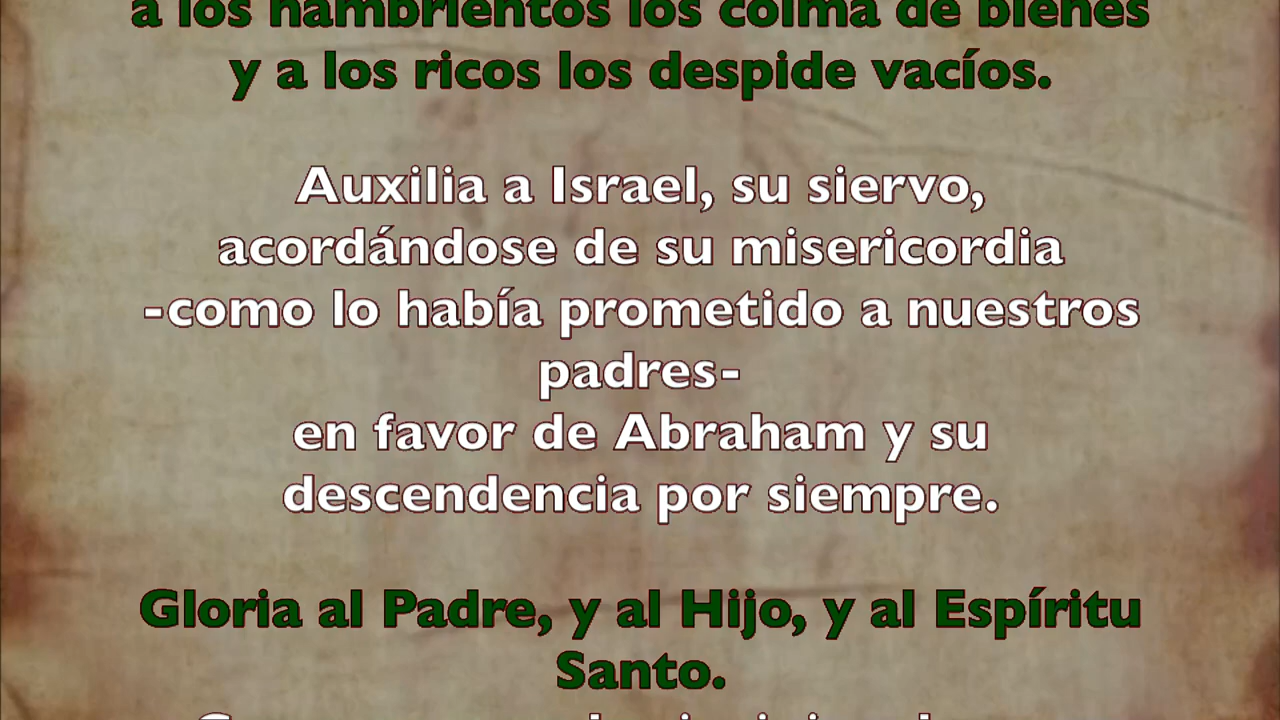 a los hambrientos los colma de bienes
y a los ricos los despide vacíos.
Auxilia a Israel, su siervo,
acordándose de su misericordia
-como lo había prometido a nuestros
padres-
en favor de Abraham y su
descendencia por siempre.
Gloria al Padre, y al Hijo, y al Espíritu
Santo.